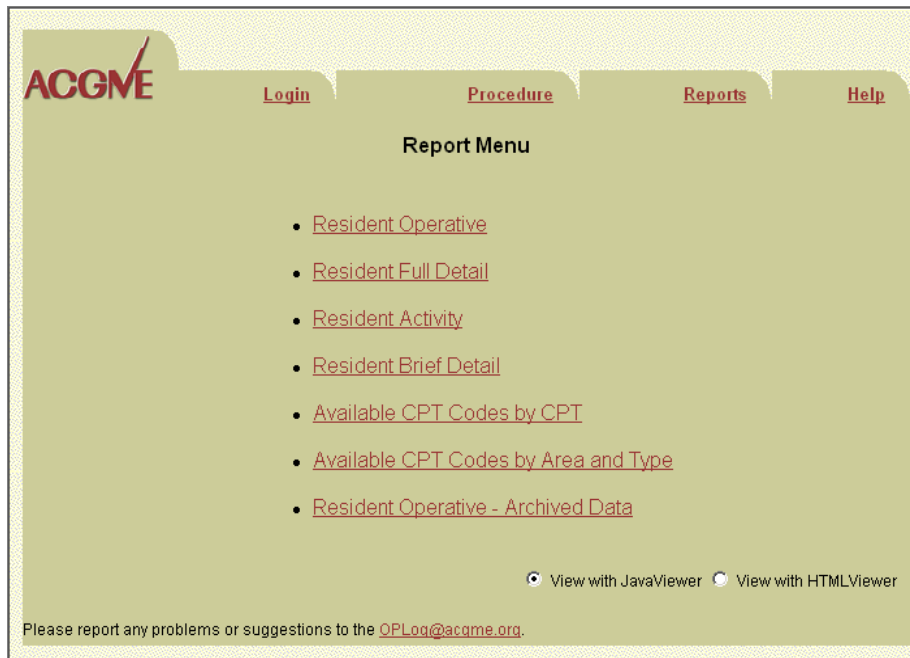 ACGME
Login Procedure Reports Help
Report Menu
Resident Operative
Resident Full Detail
Resident Activity
Resident Brief Detail
Available CPT Codes by CPT
Available CPT Codes by Area and Type
Resident Operative - Archived Data
View with JavaViewer View with HTMLViewer
Please report any problems or suggestions to the OPLog@acgme.org.